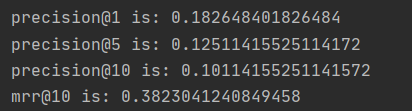 precision@1 is: 0.182648401826484
precision@5 is: 0.12511415525114172
precision@10 is: 0.10114155251141572
mrr@10 is: 0.3823041240849458